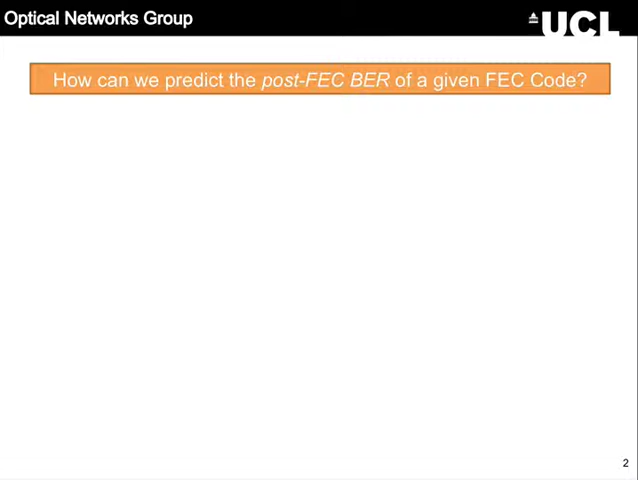 Optical Networks Group
UCL
How can we predict the post-FEC BER of a given FEC Code?
2